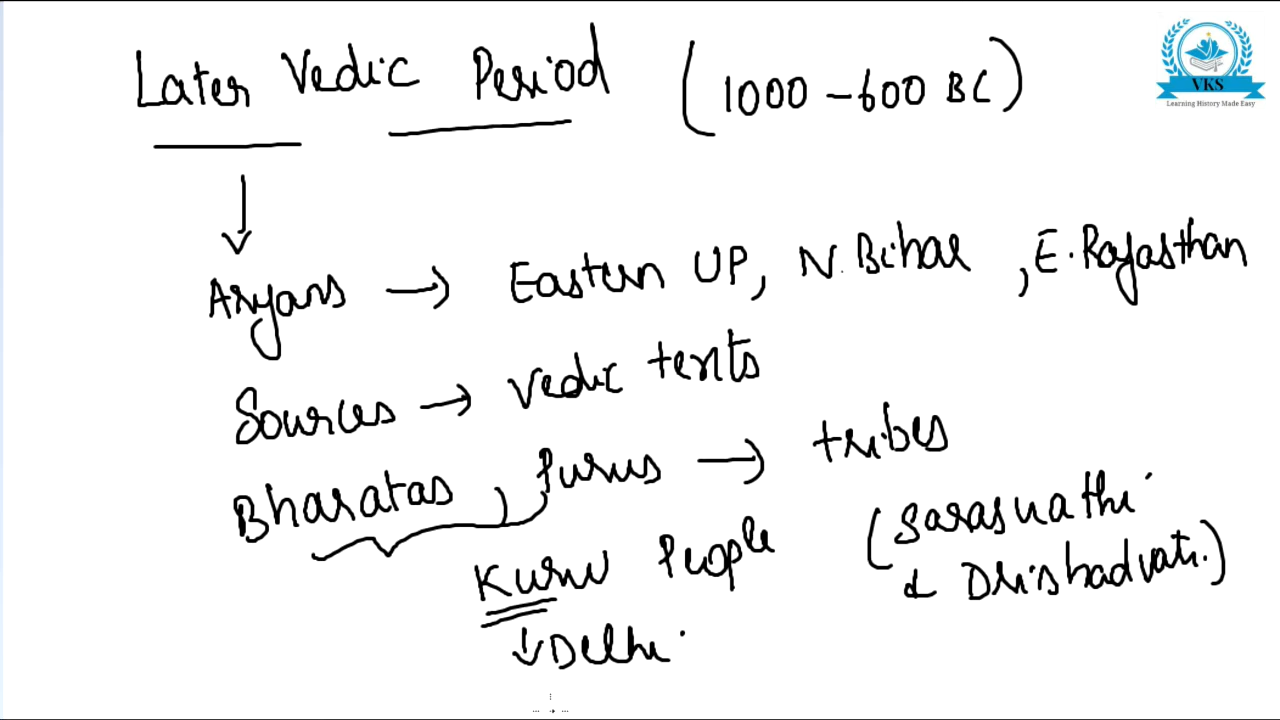 Later Vedic Period (1000-600 BC)
VKS
Learning History Made Easy
Aryans → Eastern UP, N. Bihar, E. Rajasthan
Sources → Vedic texts
Bharatas, Purus → tribes
Kuru People (Sarasvathi
& Drishadvati.)
↓ Delhi